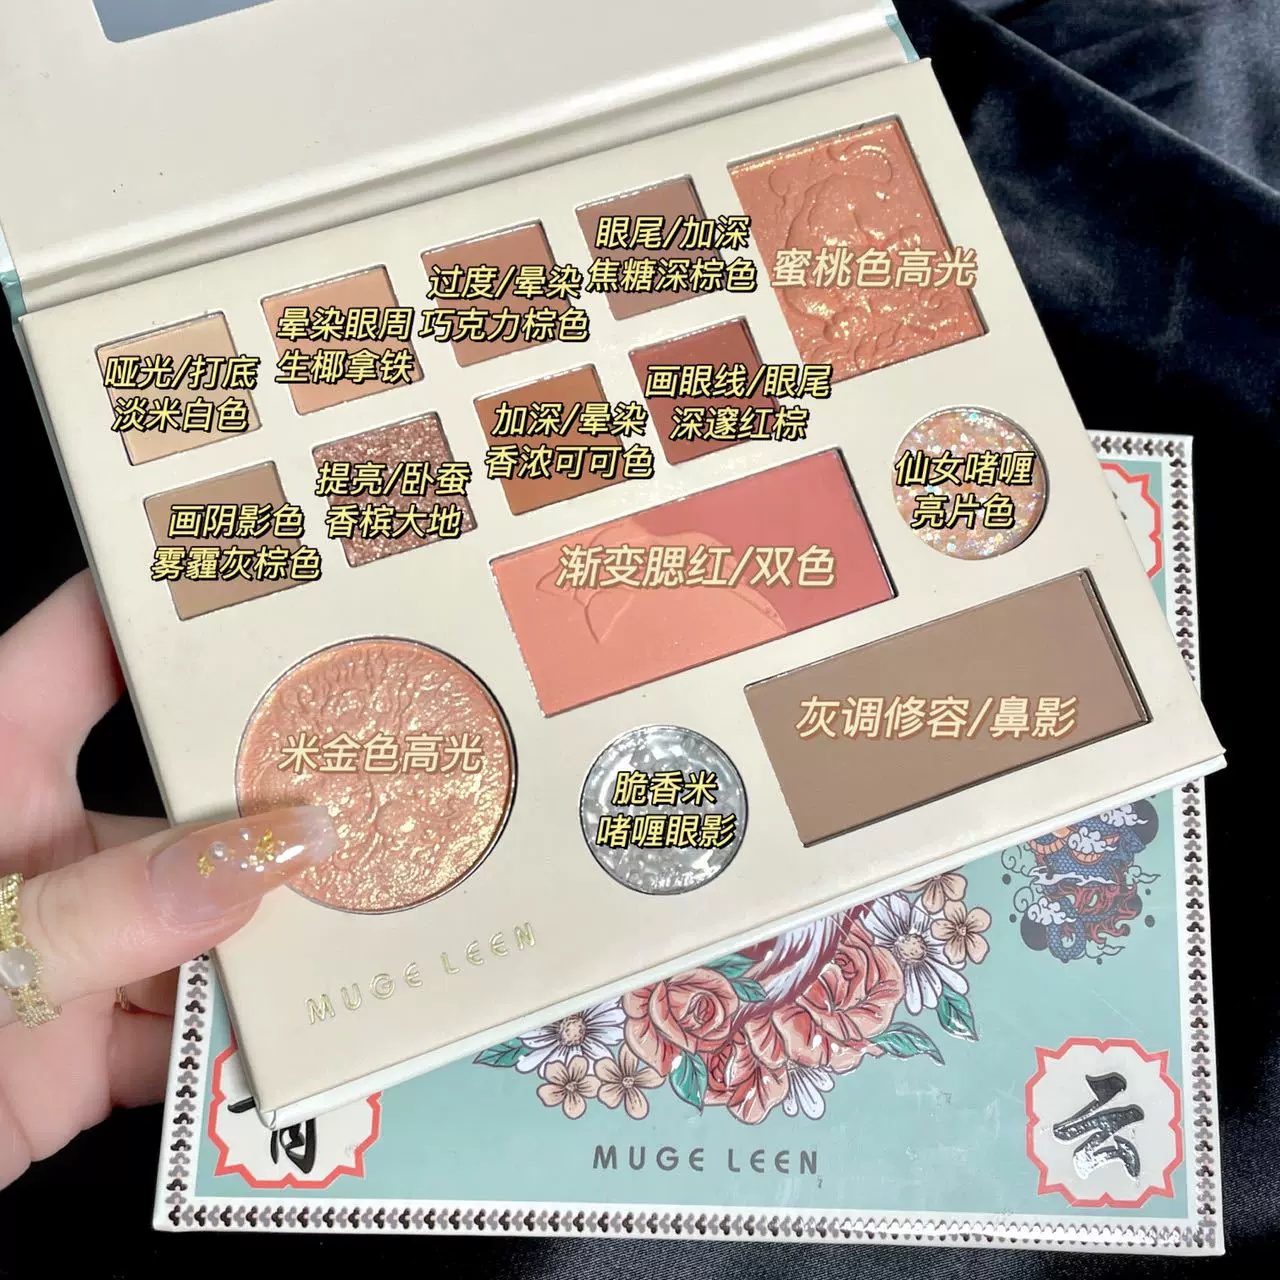 眼尾/加深
焦糖深棕色
蜜桃色高光
过度/晕染
巧克力棕色
晕染眼周
生椰拿铁
哑光/打底
淡米白色
画眼线/眼尾
深邃红棕
加深/晕染
香浓可可色
提亮/卧蚕
香槟大地
画阴影色
雾霾灰棕色
仙女啫喱
亮片色
渐变腮红/双色
灰调修容/鼻影
米金色高光
脆香米
啫喱眼影
MUGE LEEN
云
MUGE LEEN